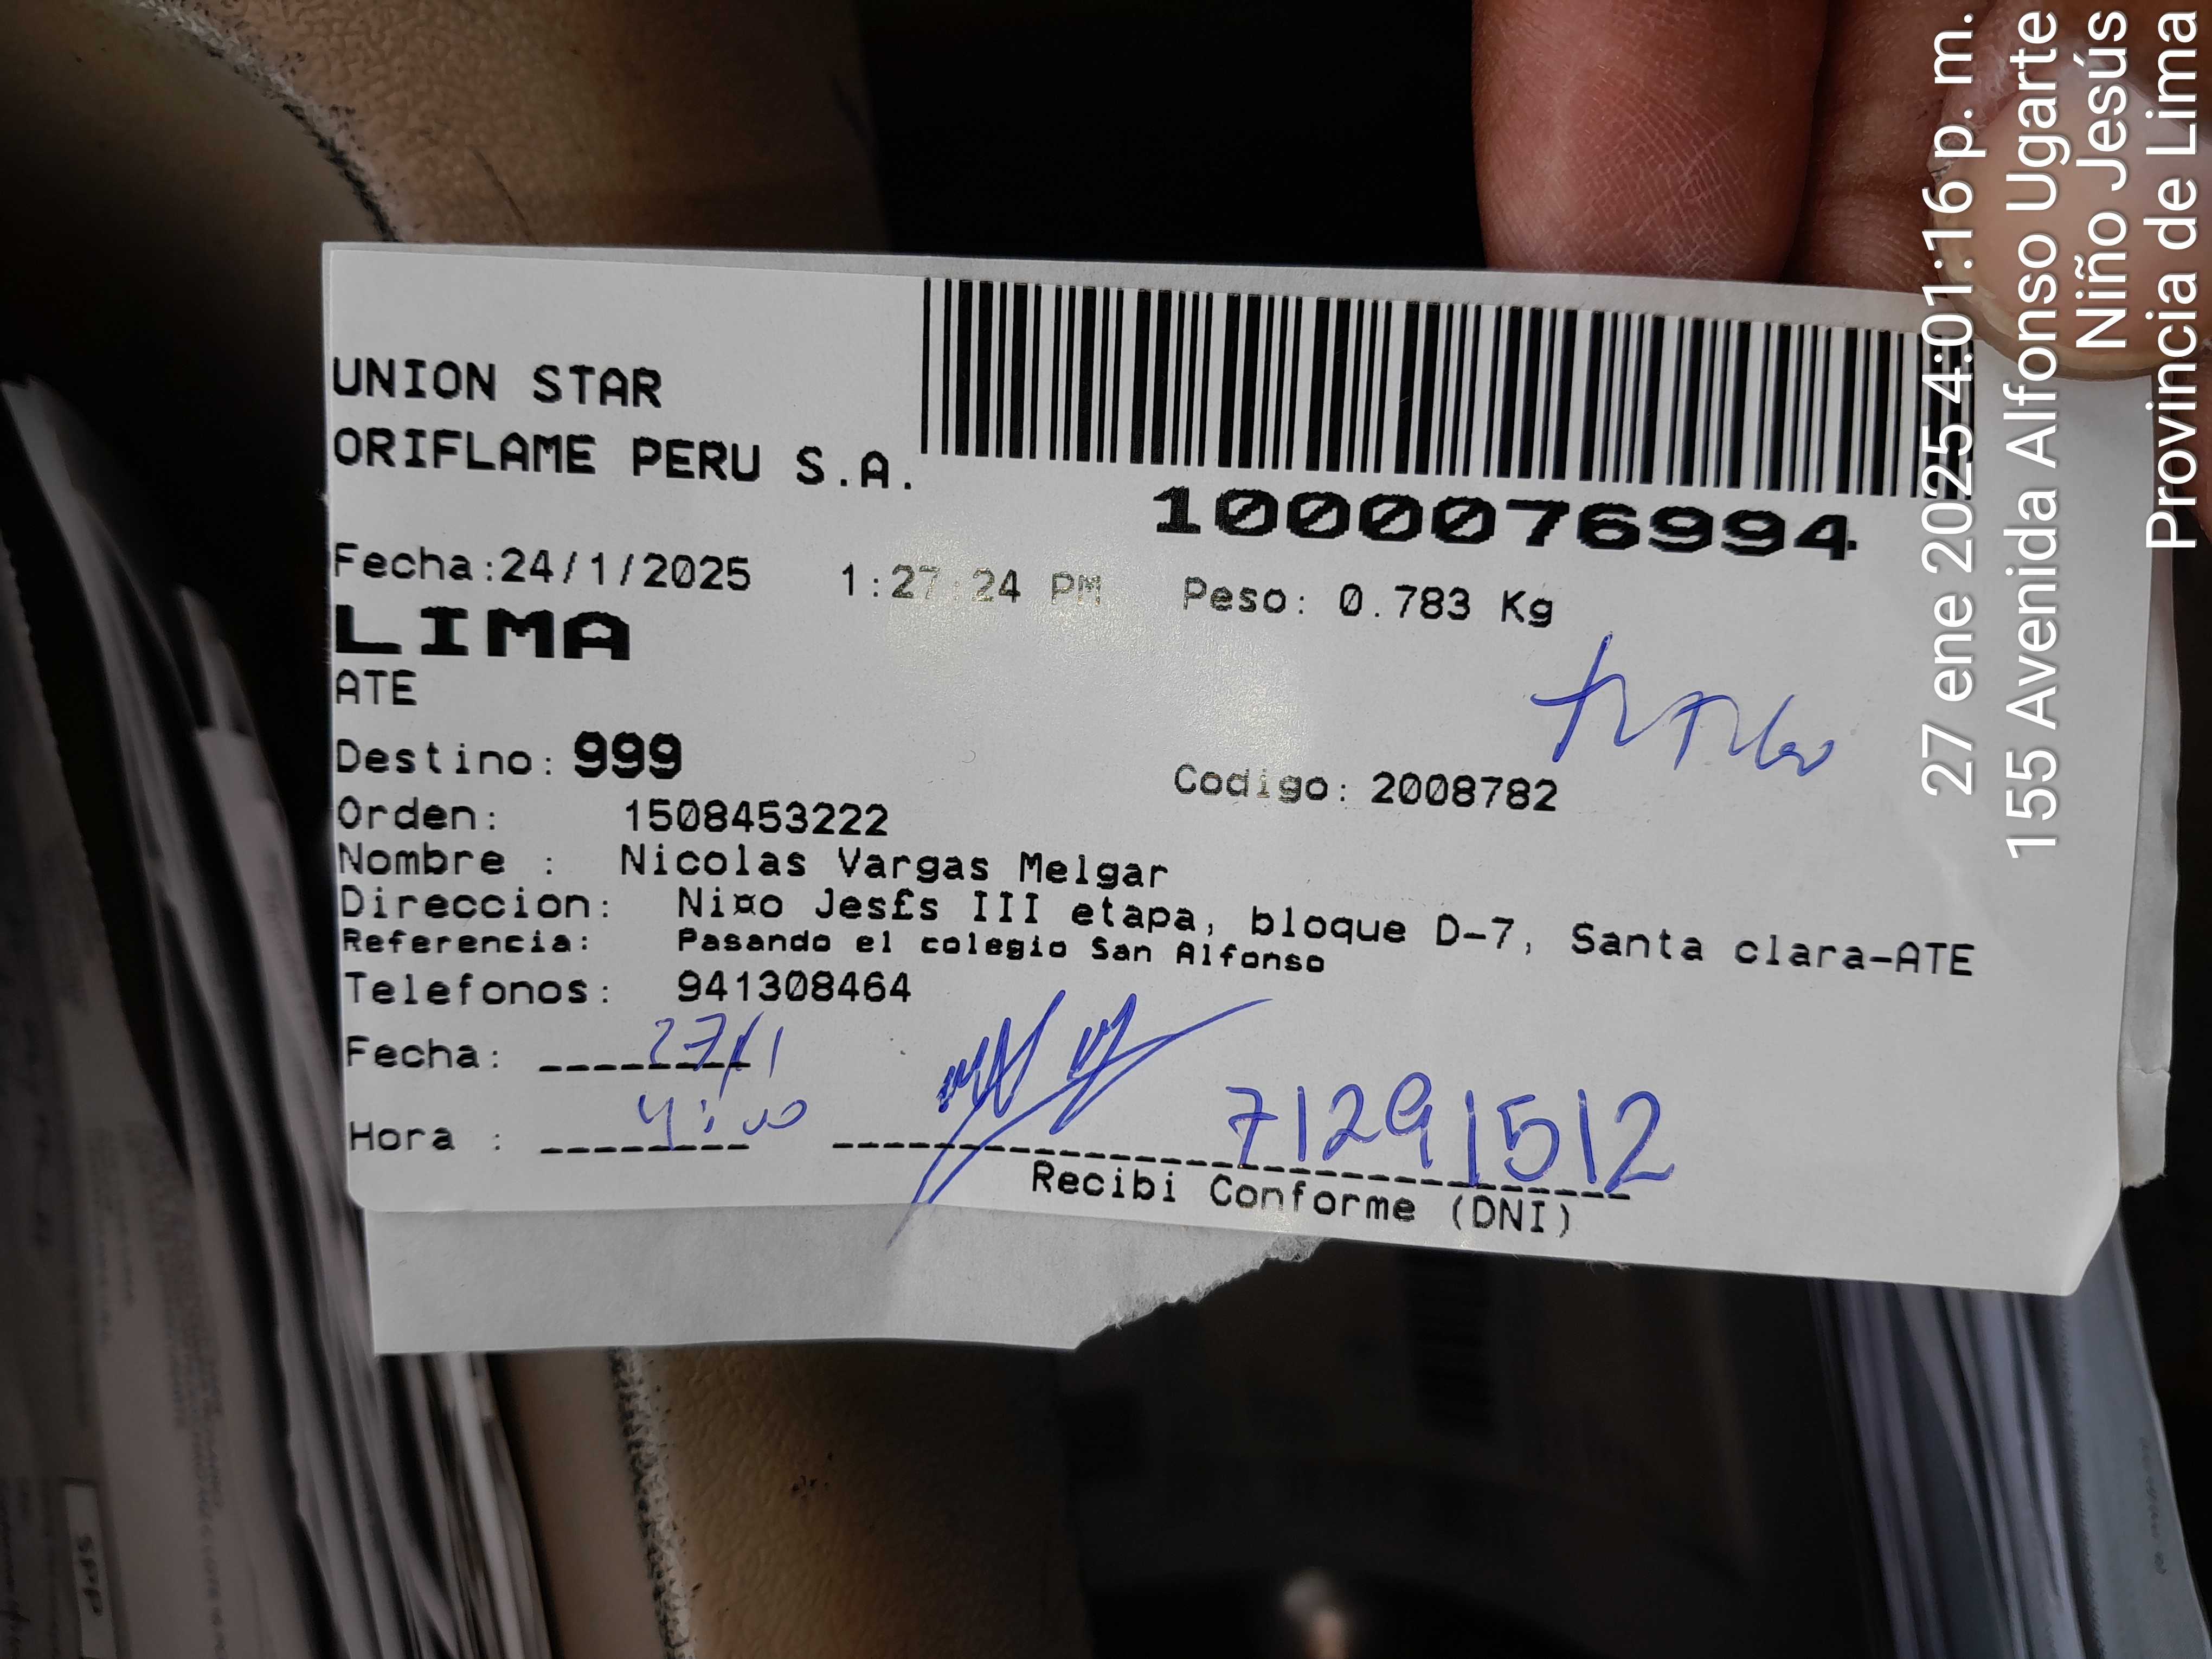 UNION STAR
ORIFLAME PERU S.A.
1000076994
Fecha:24/1/2025 1:27:24 PM Peso: 0.783 Kg
LIMA
ATE
Destino: 999 Codigo: 2008782
Orden: 1508453222
Nombre : Nicolas Vargas Melgar
Direccion: Ni¤o Jes£s III etapa, bloque D-7, Santa clara-ATE
Referencia: Pasando el colegio San Alfonso
Telefonos: 941308464
Fecha: 27/1
Hora : 4:00 71291512
Recibi Conforme (DNI)
27 ene 2025 4:01:16 p. m.
155 Avenida Alfonso Ugarte
Niño Jesús
Provincia de Lima